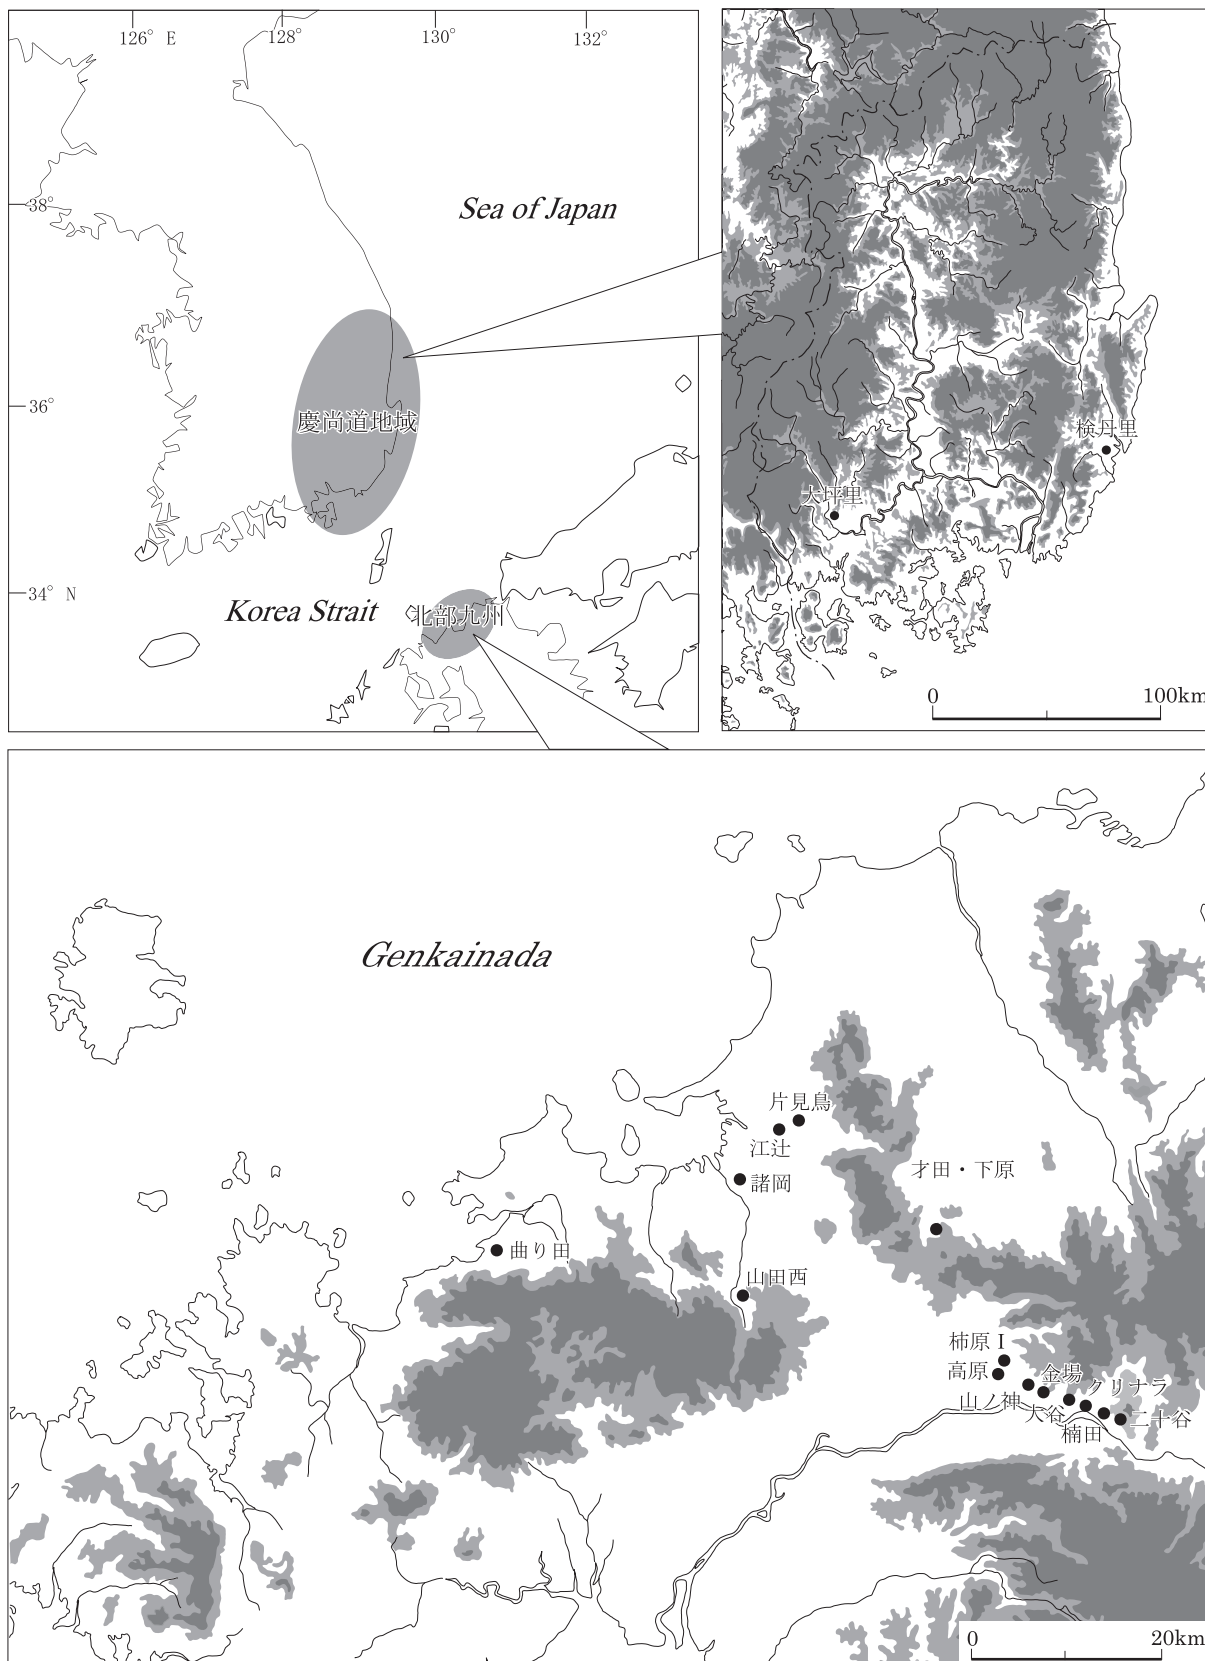 126° E
128°
130°
132°
38°
Sea of Japan
36°
慶尚道地域
34° N
Korea Strait
北部九州
検丹里
大坪里
0
100km
Genkainada
片見鳥
江辻
諸岡
才田・下原
曲り田
山田西
柿原Ⅰ
高原
金場
クリナラ
山ノ神
大谷
二十谷
楠田
0
20km